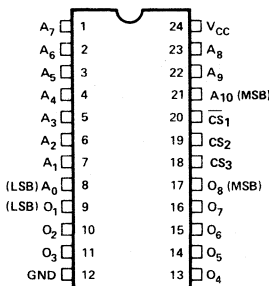 A7 1 24 VCC
A6 2 23 A8
A5 3 22 A9
A4 4 21 A10 (MSB)
A3 5 20 C̅S̅1
A2 6 19 CS2
A1 7 18 CS3
(LSB) A0 8 17 O8 (MSB)
(LSB) O1 9 16 O7
O2 10 15 O6
O3 11 14 O5
GND 12 13 O4